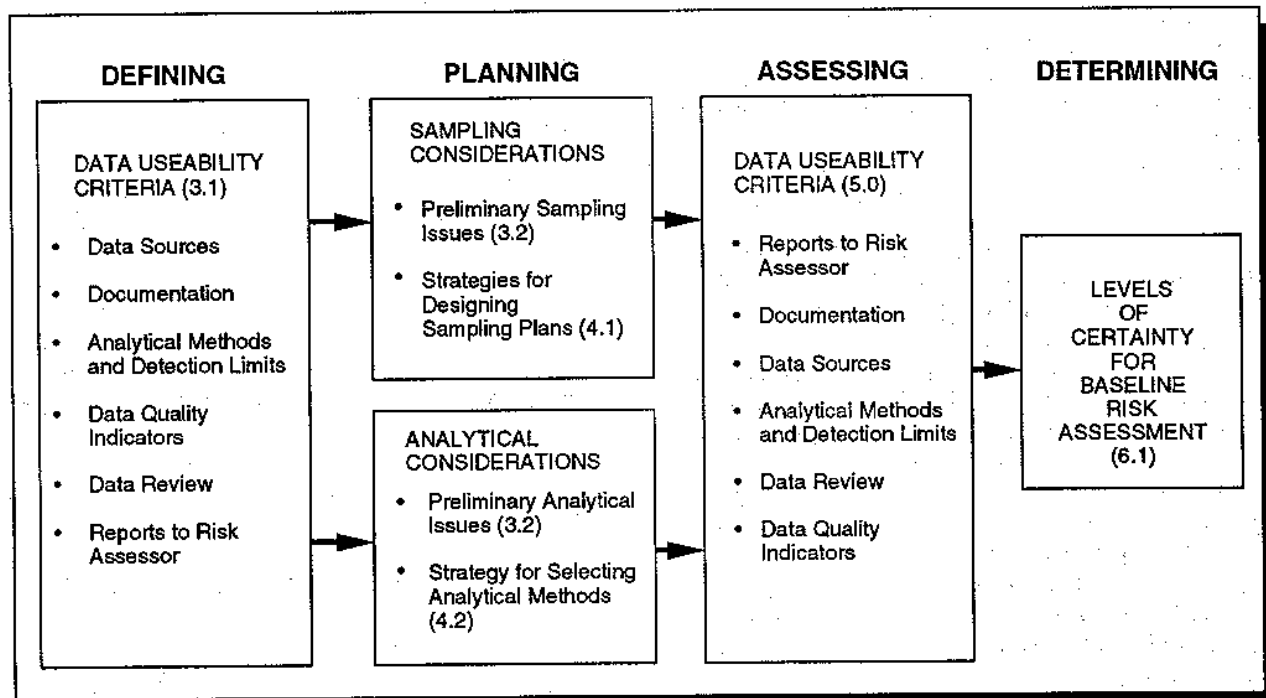 DEFINING
PLANNING
ASSESSING
DETERMINING
DATA USEABILITY
CRITERIA (3.1)
• Data Sources
• Documentation
• Analytical Methods
and Detection Limits
• Data Quality
Indicators
• Data Review
• Reports to Risk
Assessor
SAMPLING
CONSIDERATIONS
• Preliminary Sampling
Issues (3.2)
• Strategies for
Designing
Sampling Plans (4.1)
ANALYTICAL
CONSIDERATIONS
• Preliminary Analytical
Issues (3.2)
• Strategy for Selecting
Analytical Methods
(4.2)
DATA USEABILITY
CRITERIA (5.0)
• Reports to Risk
Assessor
• Documentation
• Data Sources
• Analytical Methods
and Detection Limits
• Data Review
• Data Quality
Indicators
LEVELS
OF
CERTAINTY
FOR
BASELINE
RISK
ASSESSMENT
(6.1)